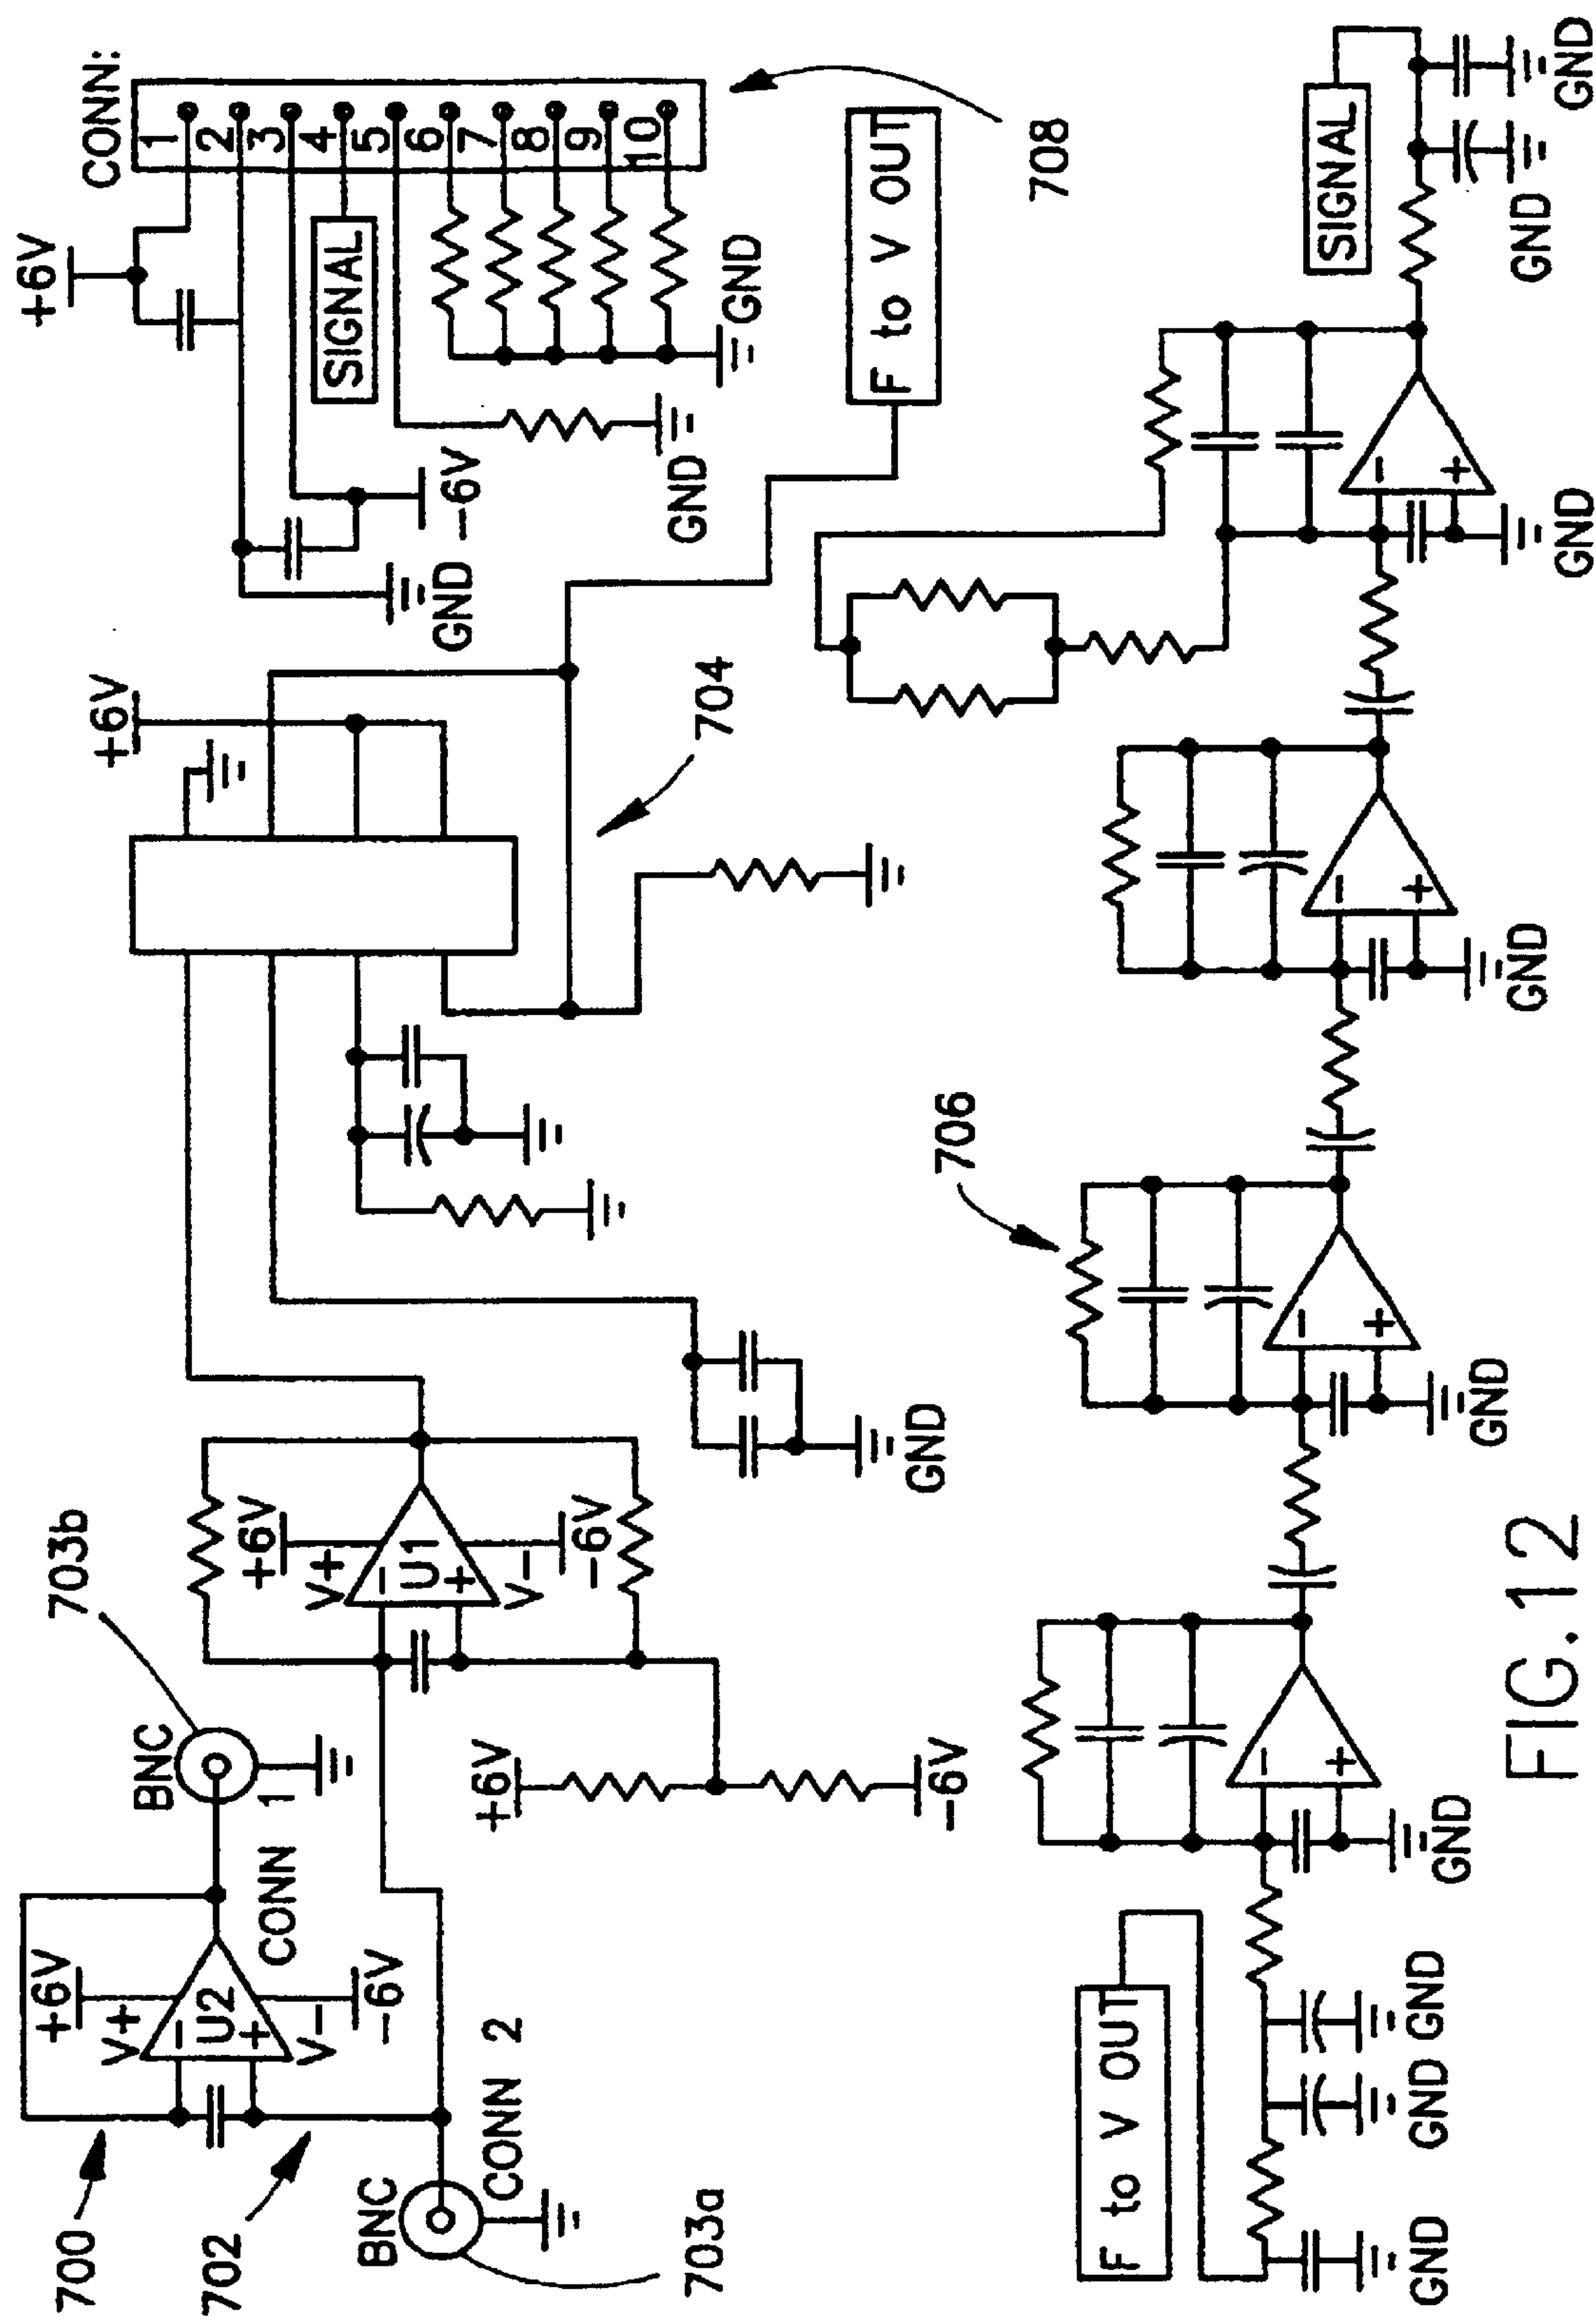 700
702
+6V
V+
U2
V-
-6V
BNC
CONN 1
703b
BNC
CONN 2
703a
+6V
V+
U1
V-
-6V
+6V
-6V
GND
+6V
704
+6V
CONN:
1
2
3
4
5
6
7
8
9
10
SIGNAL
GND
-6V
GND
GND
708
F to V OUT
F to V OUT
GND
GND
GND
GND
GND
706
GND
GND
SIGNAL
GND
GND
FIG. 12